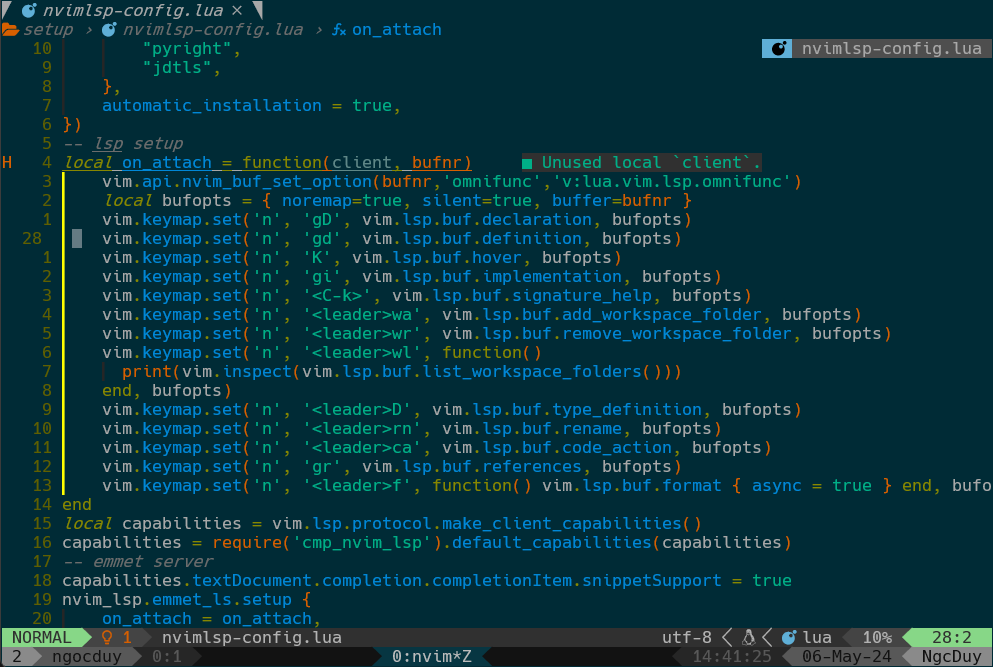 nvimlsp-config.lua ×
setup › nvimlsp-config.lua › fx on_attach
10 "pyright", nvimlsp-config.lua
9 "jdtls",
8 },
7 automatic_installation = true,
6 })
5 -- lsp setup
H 4 local on_attach = function(client, bufnr) ■ Unused local `client`.
3 vim.api.nvim_buf_set_option(bufnr,'omnifunc','v:lua.vim.lsp.omnifunc')
2 local bufopts = { noremap=true, silent=true, buffer=bufnr }
1 vim.keymap.set('n', 'gD', vim.lsp.buf.declaration, bufopts)
28 vim.keymap.set('n', 'gd', vim.lsp.buf.definition, bufopts)
1 vim.keymap.set('n', 'K', vim.lsp.buf.hover, bufopts)
2 vim.keymap.set('n', 'gi', vim.lsp.buf.implementation, bufopts)
3 vim.keymap.set('n', '<C-k>', vim.lsp.buf.signature_help, bufopts)
4 vim.keymap.set('n', '<leader>wa', vim.lsp.buf.add_workspace_folder, bufopts)
5 vim.keymap.set('n', '<leader>wr', vim.lsp.buf.remove_workspace_folder, bufopts)
6 vim.keymap.set('n', '<leader>wl', function()
7 print(vim.inspect(vim.lsp.buf.list_workspace_folders()))
8 end, bufopts)
9 vim.keymap.set('n', '<leader>D', vim.lsp.buf.type_definition, bufopts)
10 vim.keymap.set('n', '<leader>rn', vim.lsp.buf.rename, bufopts)
11 vim.keymap.set('n', '<leader>ca', vim.lsp.buf.code_action, bufopts)
12 vim.keymap.set('n', 'gr', vim.lsp.buf.references, bufopts)
13 vim.keymap.set('n', '<leader>f', function() vim.lsp.buf.format { async = true } end, bufo
14 end
15 local capabilities = vim.lsp.protocol.make_client_capabilities()
16 capabilities = require('cmp_nvim_lsp').default_capabilities(capabilities)
17 -- emmet server
18 capabilities.textDocument.completion.completionItem.snippetSupport = true
19 nvim_lsp.emmet_ls.setup {
20 on_attach = on_attach,
NORMAL 1 nvimlsp-config.lua utf-8 lua 10% 28:2
2 ngocduy 0:1 0:nvim*Z 14:41:25 06-May-24 NgcDuy